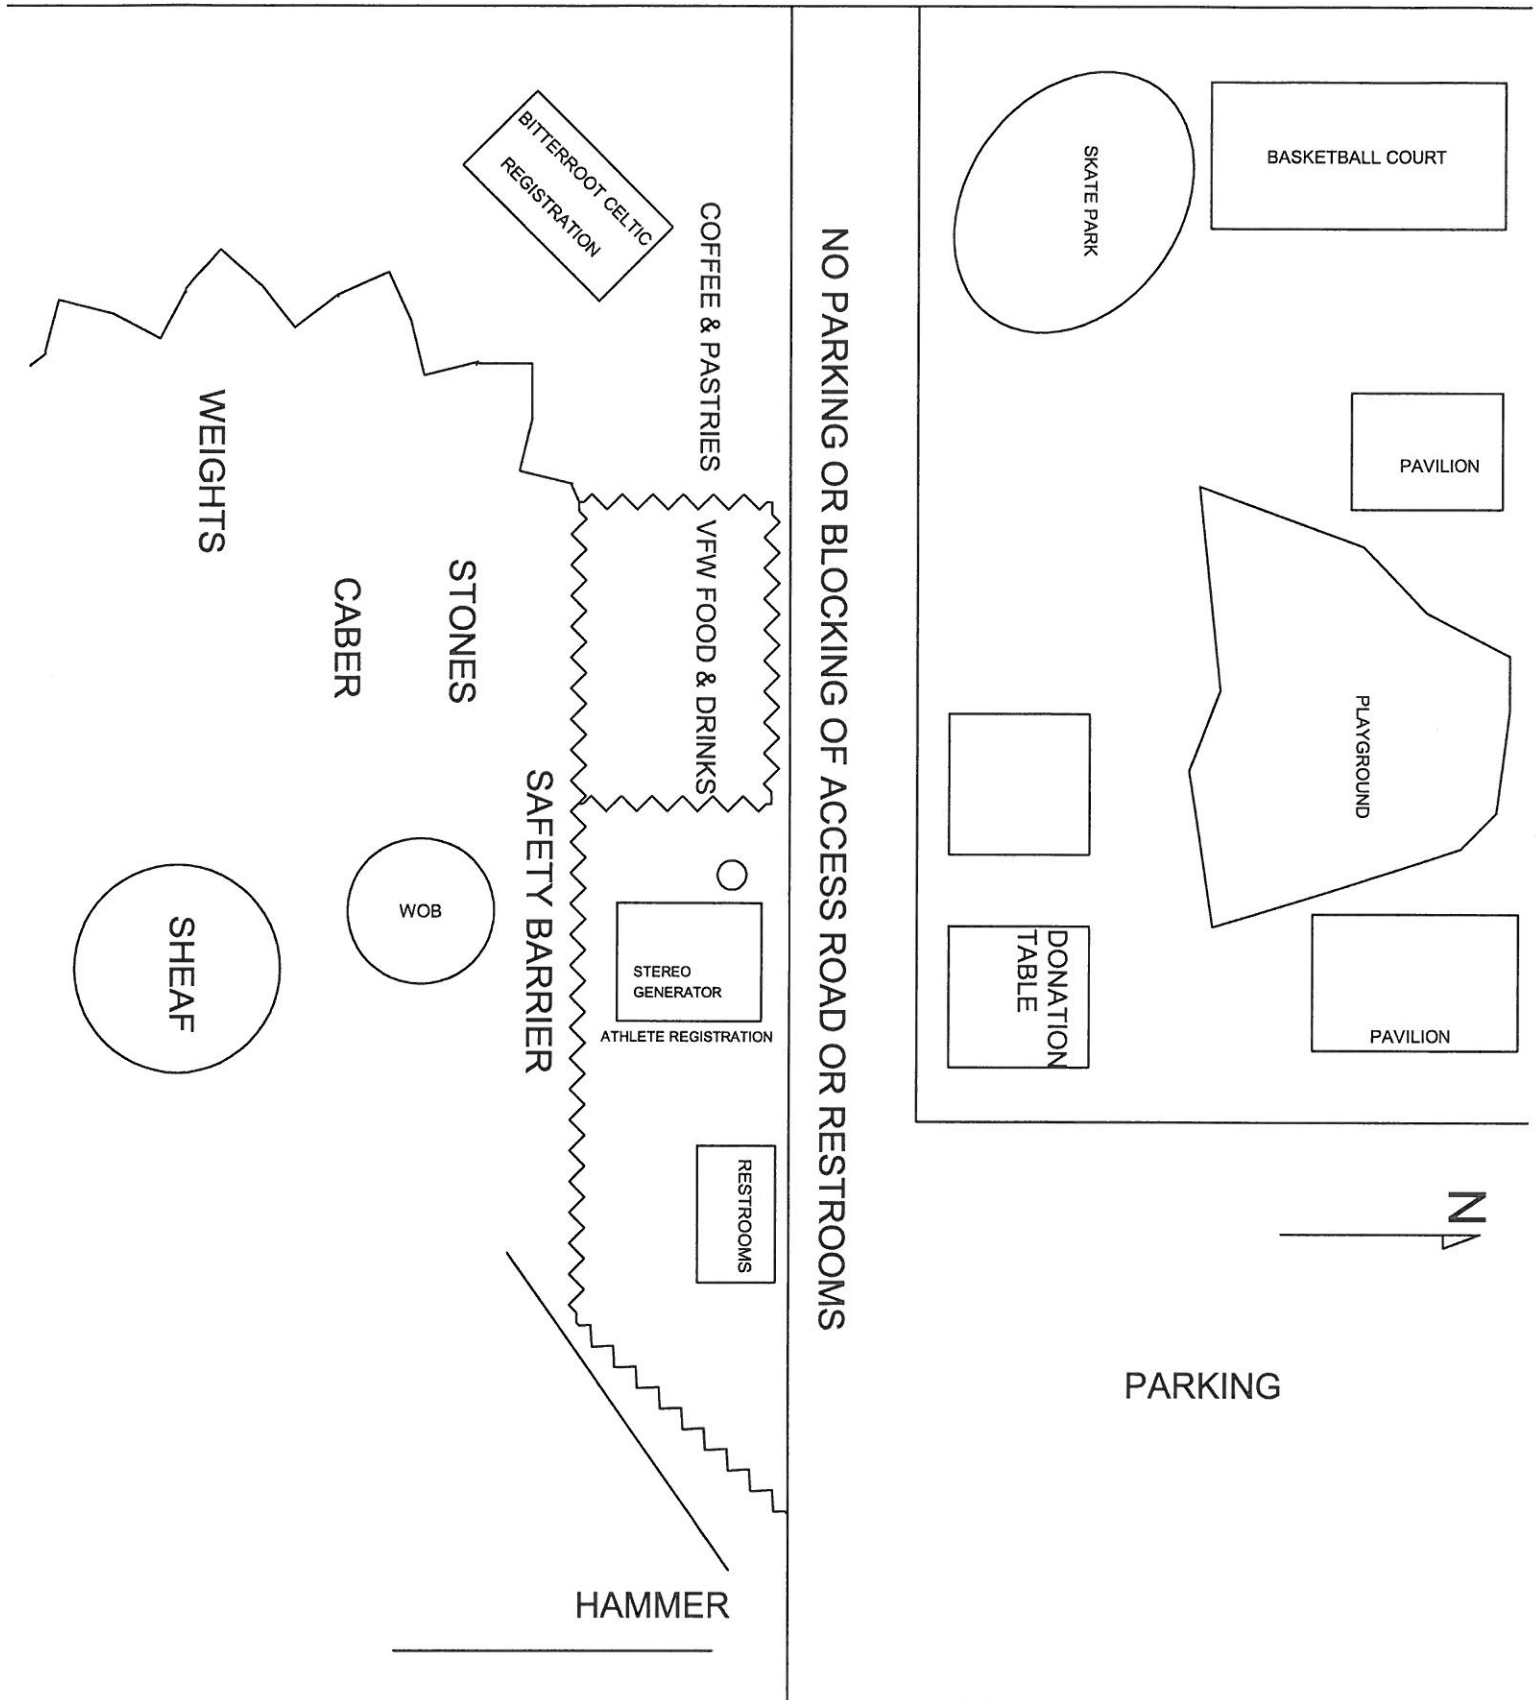 BASKETBALL COURT
SKATE PARK
BITTERROOT CELTIC
REGISTRATION
COFFEE & PASTRIES
NO PARKING OR BLOCKING OF ACCESS ROAD OR RESTROOMS
PAVILION
WEIGHTS
VFW FOOD & DRINKS
STONES
CABER
PLAYGROUND
SAFETY BARRIER
WOB
SHEAF
STEREO
GENERATOR
ATHLETE REGISTRATION
DONATION
TABLE
PAVILION
RESTROOMS
N
PARKING
HAMMER